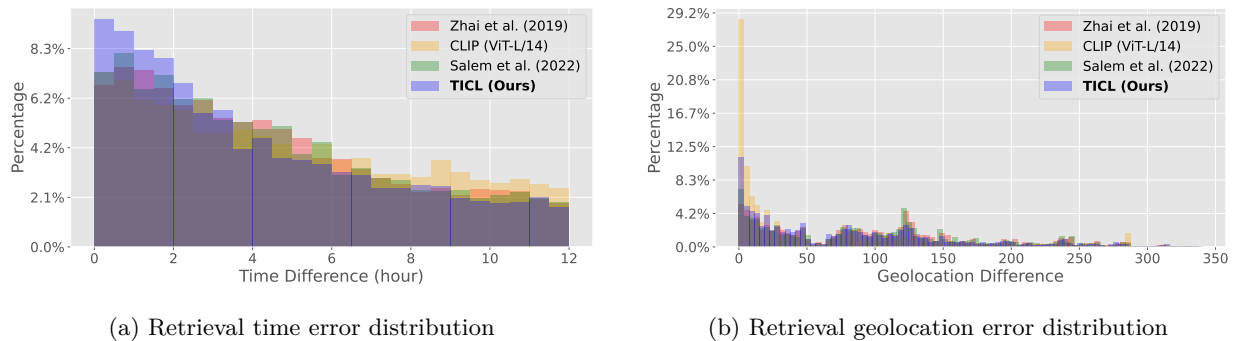 Percentage
8.3%
6.2%
4.2%
2.1%
0.0%
0 2 4 6 8 10 12
Time Difference (hour)
Zhai et al. (2019)
CLIP (ViT-L/14)
Salem et al. (2022)
TICL (Ours)
(a) Retrieval time error distribution
Percentage
29.2%
25.0%
20.8%
16.7%
12.5%
8.3%
4.2%
0.0%
0 50 100 150 200 250 300 350
Geolocation Difference
Zhai et al. (2019)
CLIP (ViT-L/14)
Salem et al. (2022)
TICL (Ours)
(b) Retrieval geolocation error distribution